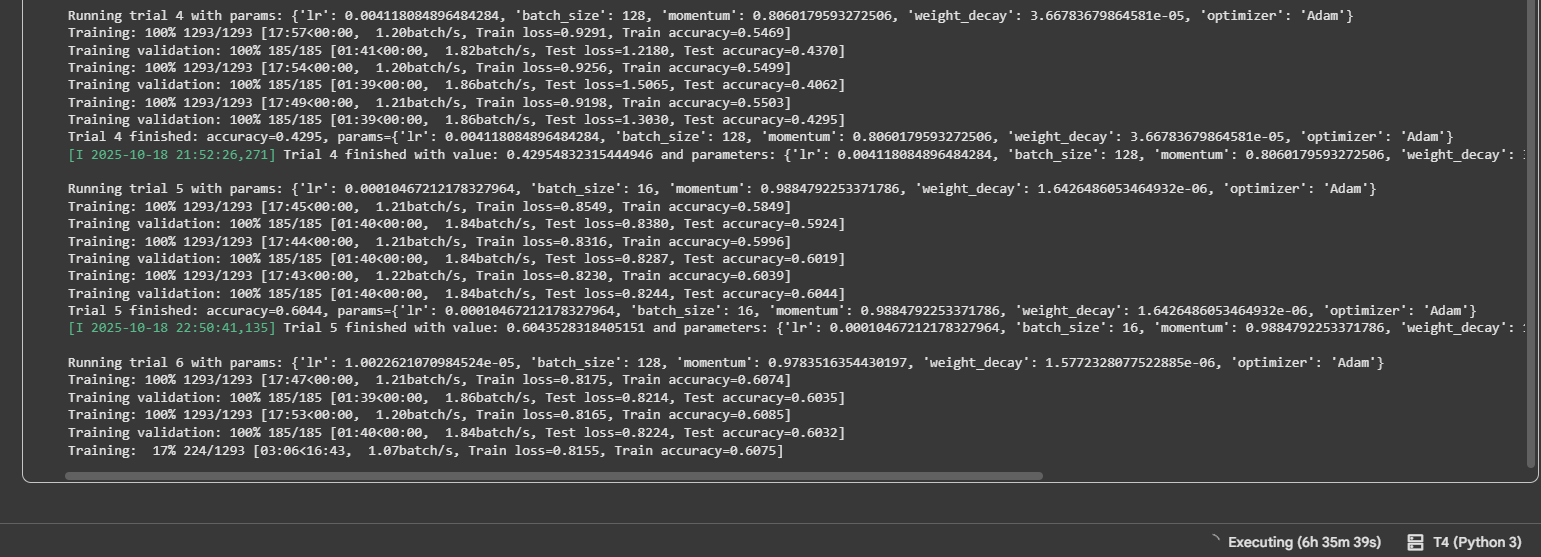 Running trial 4 with params: {'lr': 0.004118084896484284, 'batch_size': 128, 'momentum': 0.8060179593272506, 'weight_decay': 3.66783679864581e-05, 'optimizer': 'Adam'}
Training: 100% 1293/1293 [17:57<00:00, 1.20batch/s, Train loss=0.9291, Train accuracy=0.5469]
Training validation: 100% 185/185 [01:41<00:00, 1.82batch/s, Test loss=1.2180, Test accuracy=0.4370]
Training: 100% 1293/1293 [17:54<00:00, 1.20batch/s, Train loss=0.9256, Train accuracy=0.5499]
Training validation: 100% 185/185 [01:39<00:00, 1.86batch/s, Test loss=1.5065, Test accuracy=0.4062]
Training: 100% 1293/1293 [17:49<00:00, 1.21batch/s, Train loss=0.9198, Train accuracy=0.5503]
Training validation: 100% 185/185 [01:39<00:00, 1.86batch/s, Test loss=1.3030, Test accuracy=0.4295]
Trial 4 finished: accuracy=0.4295, params={'lr': 0.004118084896484284, 'batch_size': 128, 'momentum': 0.8060179593272506, 'weight_decay': 3.66783679864581e-05, 'optimizer': 'Adam'}
[I 2025-10-18 21:52:26,271] Trial 4 finished with value: 0.42954832315444946 and parameters: {'lr': 0.004118084896484284, 'batch_size': 128, 'momentum': 0.8060179593272506, 'weight_decay':
Running trial 5 with params: {'lr': 0.00010467212178327964, 'batch_size': 16, 'momentum': 0.9884792253371786, 'weight_decay': 1.6426486053464932e-06, 'optimizer': 'Adam'}
Training: 100% 1293/1293 [17:45<00:00, 1.21batch/s, Train loss=0.8549, Train accuracy=0.5849]
Training validation: 100% 185/185 [01:40<00:00, 1.84batch/s, Test loss=0.8380, Test accuracy=0.5924]
Training: 100% 1293/1293 [17:44<00:00, 1.21batch/s, Train loss=0.8316, Train accuracy=0.5996]
Training validation: 100% 185/185 [01:40<00:00, 1.84batch/s, Test loss=0.8287, Test accuracy=0.6019]
Training: 100% 1293/1293 [17:43<00:00, 1.22batch/s, Train loss=0.8230, Train accuracy=0.6039]
Training validation: 100% 185/185 [01:40<00:00, 1.84batch/s, Test loss=0.8244, Test accuracy=0.6044]
Trial 5 finished: accuracy=0.6044, params={'lr': 0.00010467212178327964, 'batch_size': 16, 'momentum': 0.9884792253371786, 'weight_decay': 1.6426486053464932e-06, 'optimizer': 'Adam'}
[I 2025-10-18 22:50:41,135] Trial 5 finished with value: 0.6043528318405151 and parameters: {'lr': 0.00010467212178327964, 'batch_size': 16, 'momentum': 0.9884792253371786, 'weight_decay':
Running trial 6 with params: {'lr': 1.0022621070984524e-05, 'batch_size': 128, 'momentum': 0.9783516354430197, 'weight_decay': 1.5772328077522885e-06, 'optimizer': 'Adam'}
Training: 100% 1293/1293 [17:47<00:00, 1.21batch/s, Train loss=0.8175, Train accuracy=0.6074]
Training validation: 100% 185/185 [01:39<00:00, 1.86batch/s, Test loss=0.8214, Test accuracy=0.6035]
Training: 100% 1293/1293 [17:53<00:00, 1.20batch/s, Train loss=0.8165, Train accuracy=0.6085]
Training validation: 100% 185/185 [01:40<00:00, 1.84batch/s, Test loss=0.8224, Test accuracy=0.6032]
Training: 17% 224/1293 [03:06<16:43, 1.07batch/s, Train loss=0.8155, Train accuracy=0.6075]
Executing (6h 35m 39s) T4 (Python 3)